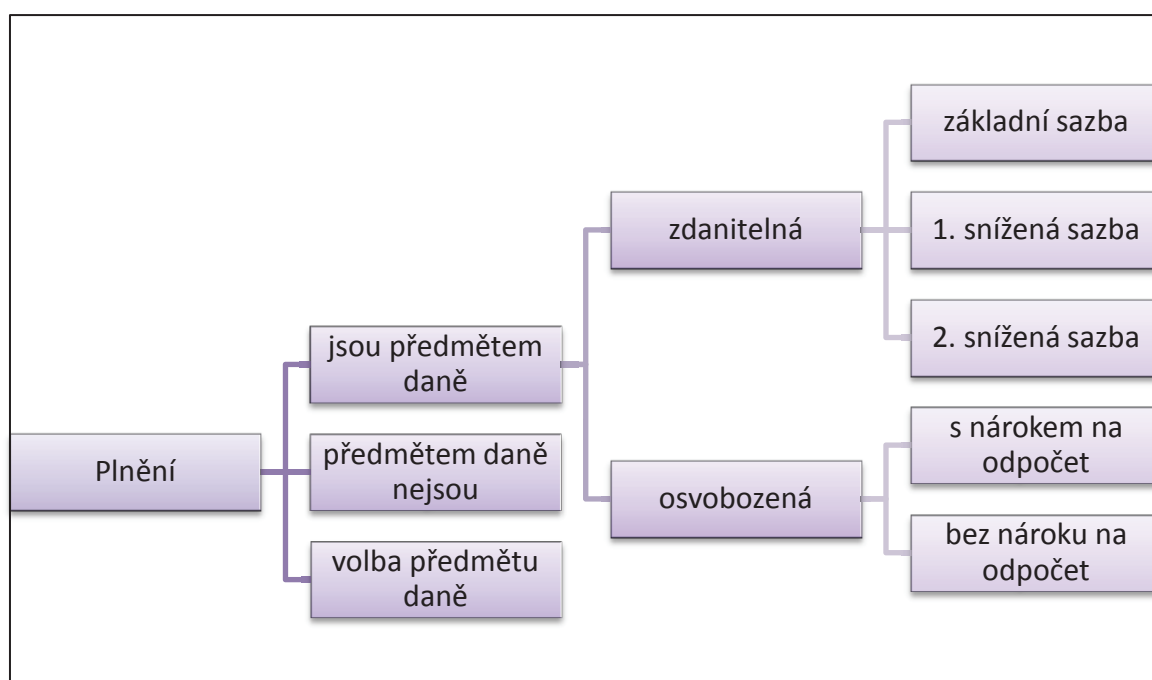 Plnění
jsou předmětem
daně
předmětem daně
nejsou
volba předmětu
daně
zdanitelná
osvobozená
základní sazba
1. snížená sazba
2. snížená sazba
s nárokem na
odpočet
bez nároku na
odpočet